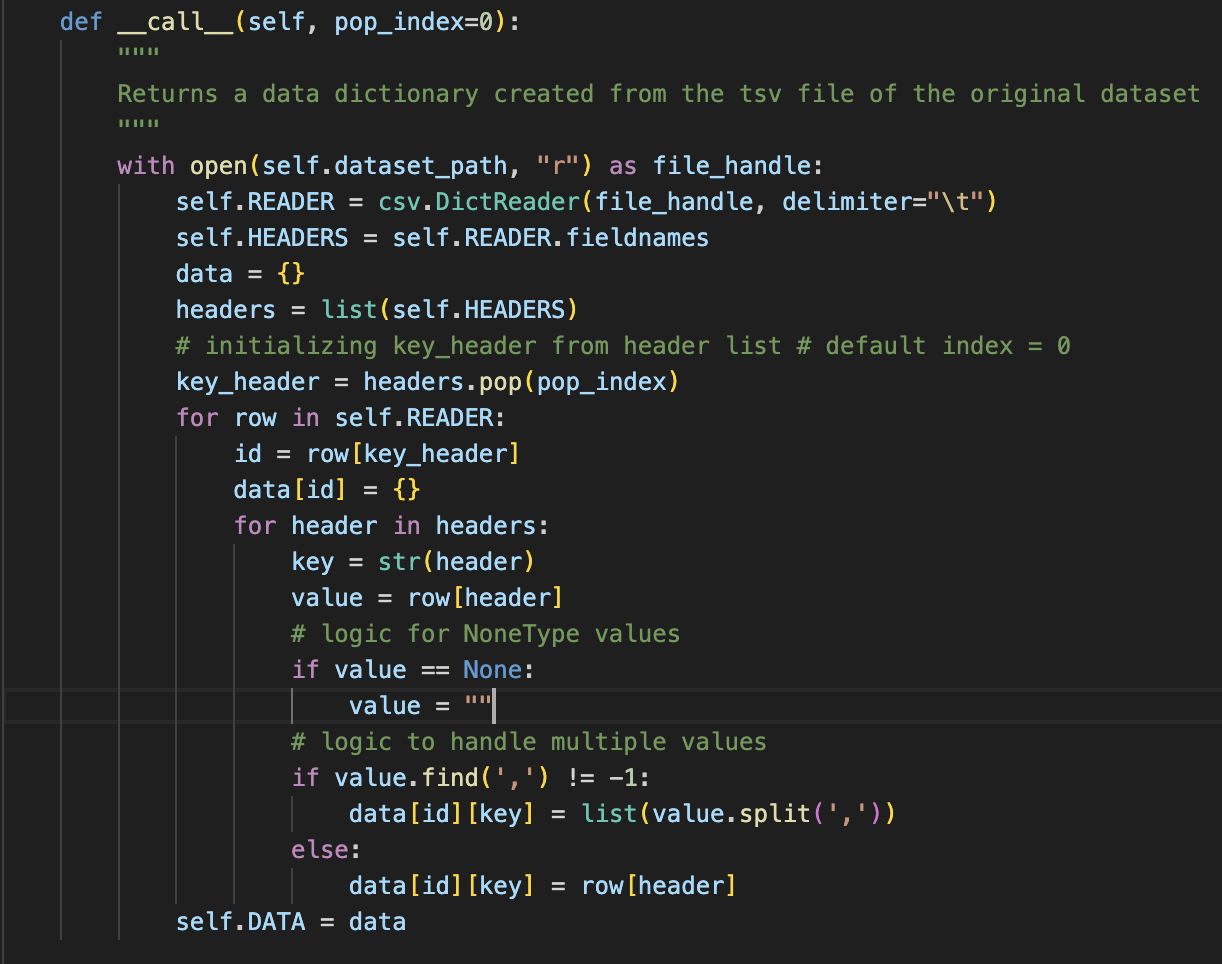 def __call__(self, pop_index=0):
"""
Returns a data dictionary created from the tsv file of the original dataset
"""
with open(self.dataset_path, "r") as file_handle:
self.READER = csv.DictReader(file_handle, delimiter="\t")
self.HEADERS = self.READER.fieldnames
data = {}
headers = list(self.HEADERS)
# initializing key_header from header list # default index = 0
key_header = headers.pop(pop_index)
for row in self.READER:
id = row[key_header]
data[id] = {}
for header in headers:
key = str(header)
value = row[header]
# logic for NoneType values
if value == None:
value = ""
# logic to handle multiple values
if value.find(',') != -1:
data[id][key] = list(value.split(','))
else:
data[id][key] = row[header]
self.DATA = data